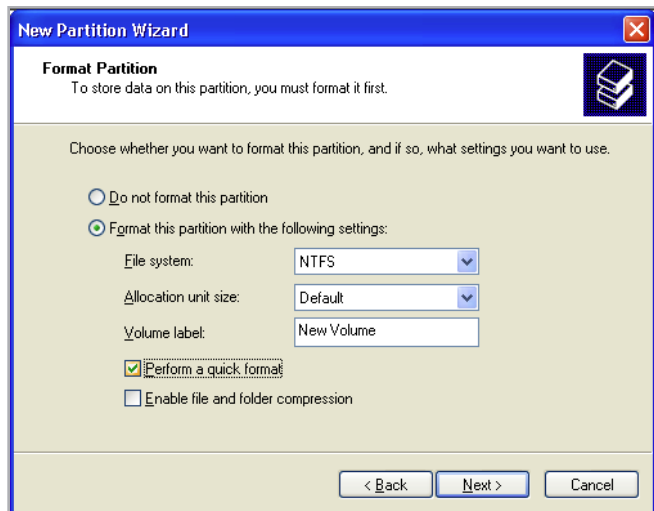 New Partition Wizard
Format Partition
To store data on this partition, you must format it first.
Choose whether you want to format this partition, and if so, what settings you want to use.
Do not format this partition
Format this partition with the following settings:
File system: NTFS
Allocation unit size: Default
Volume label: New Volume
Perform a quick format
Enable file and folder compression
< Back Next > Cancel